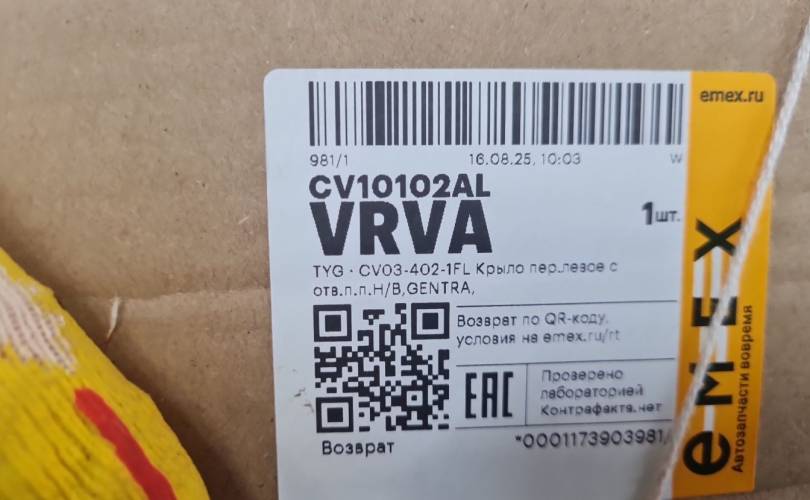 emex.ru
981/1 16.08.25, 10:03 W
CV10102AL
VRVA
1шт.
TYG · CV03-402-1FL Крыло пер.левое с
отв.п.п.Н/В,GENTRA,
Возврат по QR-коду,
условия на emex.ru/rt
EAC
Проверено
лабораторией
Контрафакта.нет
Возврат
*0001173903981/
emex
Автозапчасти вовремя